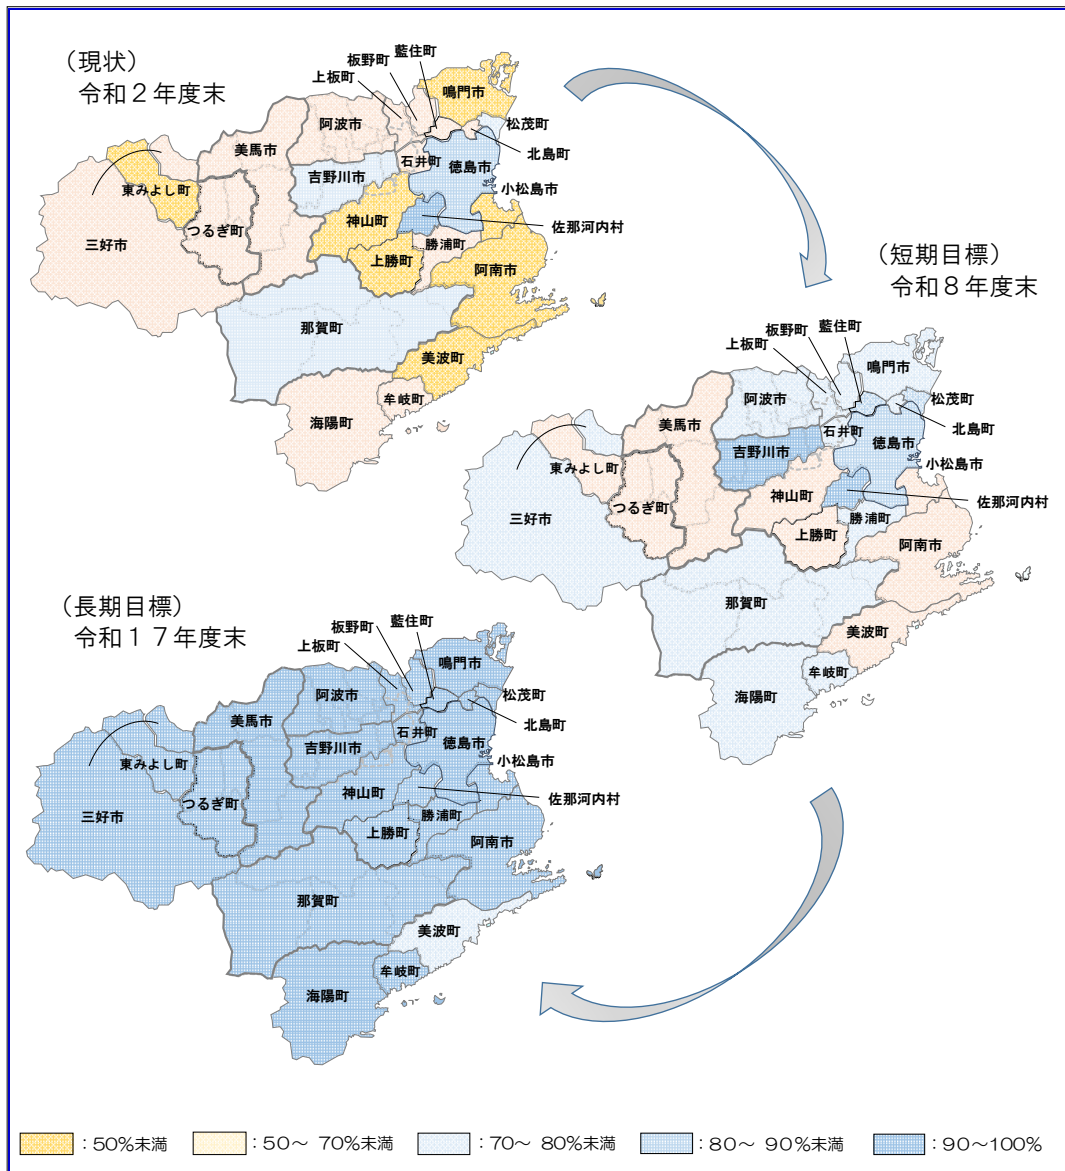 (現状)
令和2年度末
藍住町
板野町
上板町
鳴門市
阿波市
松茂町
美馬市
北島町
石井町
徳島市
吉野川市
東みよし町
小松島市
つるぎ町
神山町
佐那河内村
三好市
勝浦町
上勝町
阿南市
那賀町
美波町
牟岐町
海陽町
(短期目標)
令和8年度末
藍住町
板野町
上板町
鳴門市
阿波市
松茂町
美馬市
北島町
石井町
徳島市
吉野川市
東みよし町
小松島市
神山町
つるぎ町
佐那河内村
三好市
勝浦町
上勝町
阿南市
那賀町
美波町
牟岐町
海陽町
(長期目標)
令和17年度末
藍住町
板野町
上板町
鳴門市
阿波市
松茂町
美馬市
北島町
石井町
徳島市
吉野川市
東みよし町
小松島市
つるぎ町
神山町
佐那河内村
三好市
勝浦町
上勝町
阿南市
那賀町
美波町
牟岐町
海陽町
:50%未満 :50~70%未満 :70~80%未満 :80~90%未満 :90~100%